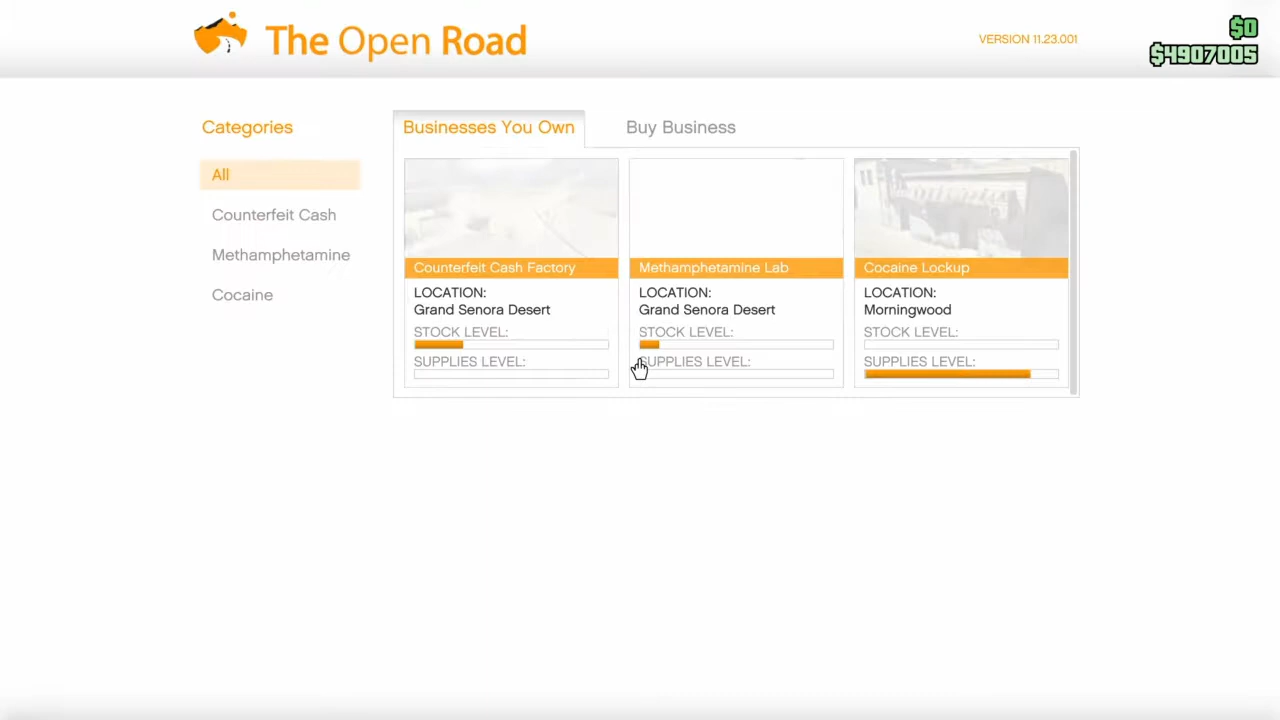 The Open Road
VERSION 11.23.001
$0
$4907005
Categories
All
Counterfeit Cash
Methamphetamine
Cocaine
Businesses You Own
Buy Business
Counterfeit Cash Factory
LOCATION:
Grand Senora Desert
STOCK LEVEL:
SUPPLIES LEVEL:
Methamphetamine Lab
LOCATION:
Grand Senora Desert
STOCK LEVEL:
SUPPLIES LEVEL:
Cocaine Lockup
LOCATION:
Morningwood
STOCK LEVEL:
SUPPLIES LEVEL: